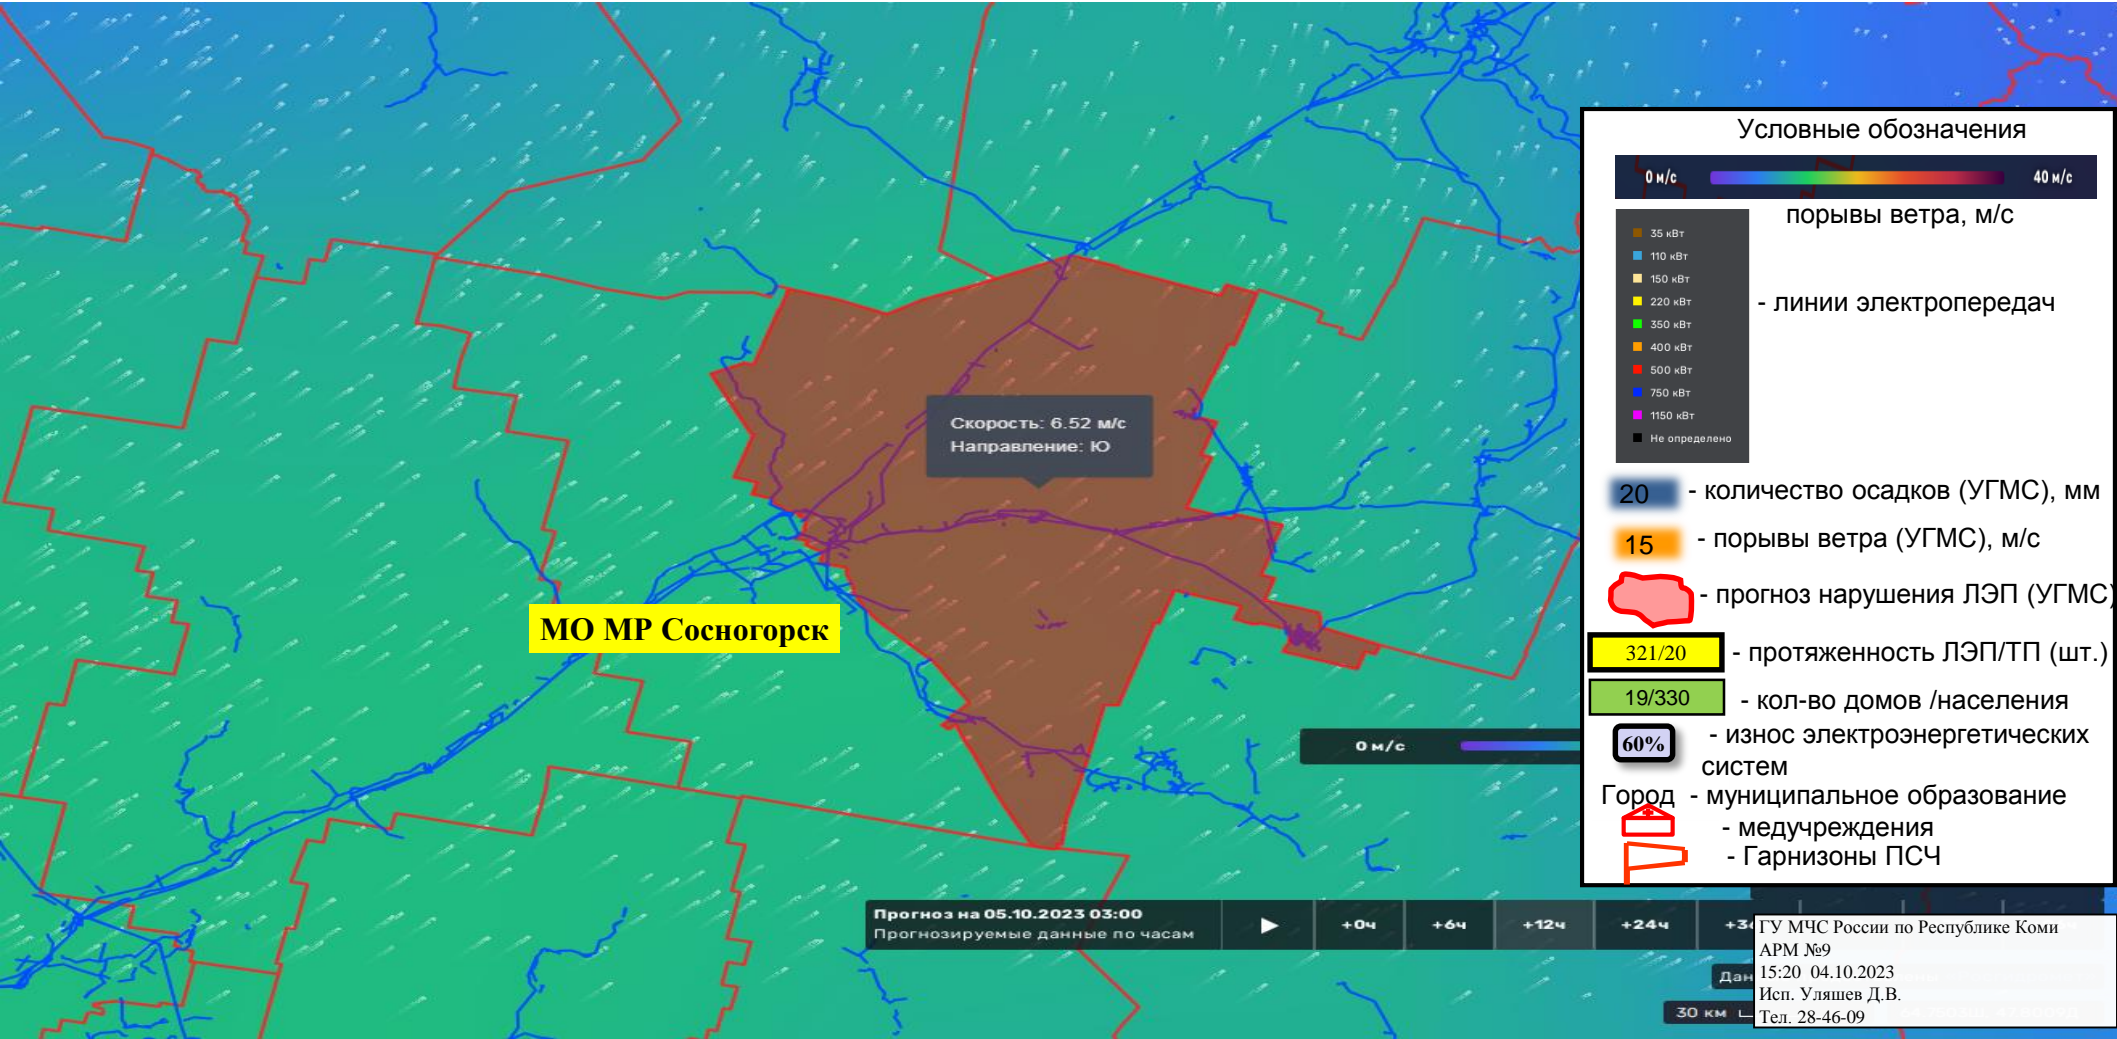 Условные обозначения
0 м/с
40 м/с
порывы ветра, м/с
35 кВт
110 кВт
150 кВт
220 кВт
350 кВт
400 кВт
500 кВт
750 кВт
1150 кВт
Не определено
- линии электропередач
20 - количество осадков (УГМС), мм
15 - порывы ветра (УГМС), м/с
- прогноз нарушения ЛЭП (УГМС)
321/20 - протяженность ЛЭП/ТП (шт.)
19/330 - кол-во домов /населения
60% - износ электроэнергетических
систем
Город - муниципальное образование
- медучреждения
- Гарнизоны ПСЧ
Скорость: 6.52 м/с
Направление: Ю
МО МР Сосногорск
0 м/с
Прогноз на 05.10.2023 03:00
Прогнозируемые данные по часам
+0ч
+6ч
+12ч
+24ч
30 км
ГУ МЧС России по Республике Коми
АРМ №9
15:20 04.10.2023
Исп. Уляшев Д.В.
Тел. 28-46-09